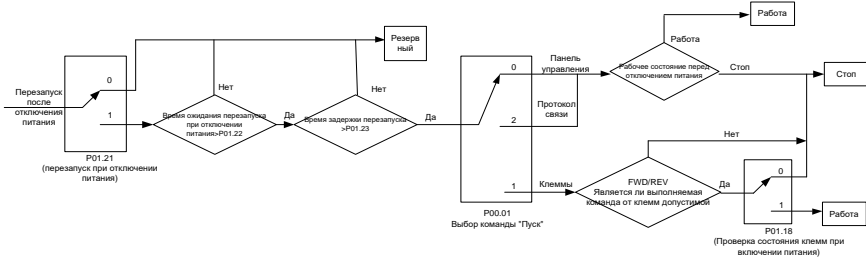 Перезапуск
после
отключения
питания
0
1
P01.21
(перезапуск при отключении
питания)
Нет
Время ожидания перезапуска
при отключении
питания>P01.22
Да
Нет
Время задержки перезапуска
>P01.23
Да
Резерв
ный
0
2
1
P00.01
Выбор команды "Пуск"
Панель
управления
Протокол
связи
Клеммы
Работа
Работа
Рабочее состояние перед
отключением питания
Стоп
Стоп
Нет
FWD/REV
Является ли выполняемая
команда от клемм допустимой
Да
0
1
P01.18
(Проверка состояния клемм при
включении питания)
Работа